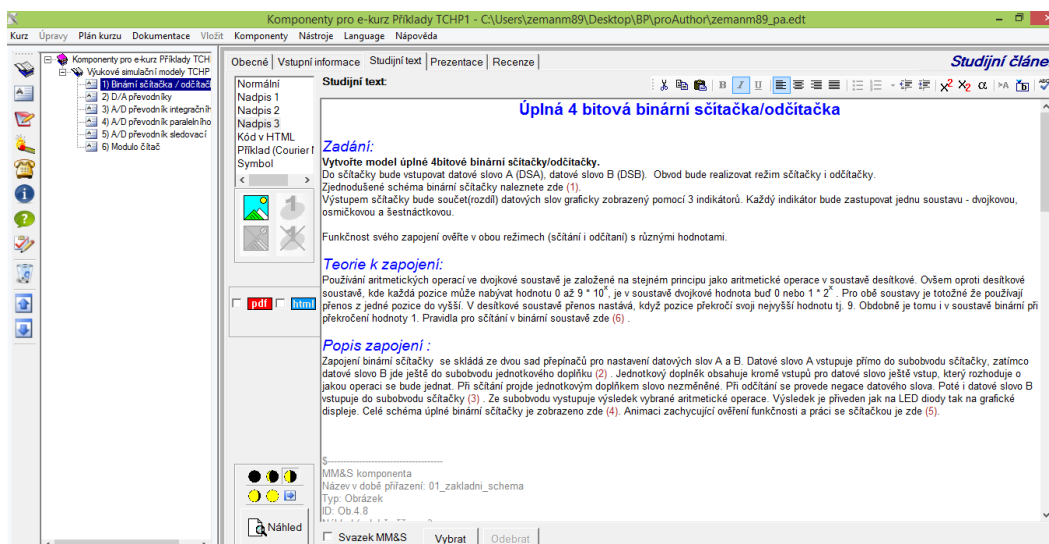 Komponenty pro e-kurz Příklady TCHP1 - C:\Users\zemanm89\Desktop\BP\proAuthor\zemanm89_pa.edt
Kurz Úpravy Plán kurzu Dokumentace Vložit Komponenty Nástroje Language Nápověda
Komponenty pro e-kurz Příklady TCH
Výukové simulační modely TCHP
1) Binární sčítačka / odčítač
2) D/A převodníky
3) A/D převodník integračníh
4) A/D převodník paralelního
5) A/D převodník sledovací
6) Modulo čítač
Obecné Vstupní informace Studijní text Prezentace Recenze
Studijní článe
Normální
Nadpis 1
Nadpis 2
Nadpis 3
Kód v HTML
Příklad (Courier
Symbol
pdf html
Náhled
Studijní text:
Úplná 4 bitová binární sčítačka/odčítačka
Zadání:
Vytvořte model úplné 4bitové binární sčítačky/odčítačky.
Do sčítačky bude vstupovat datové slovo A (DSA), datové slovo B (DSB). Obvod bude realizovat režim sčítačky i odčítačky.
Zjednodušené schéma binární sčítačky naleznete zde (1).
Výstupem sčítačky bude součet(rozdíl) datových slov graficky zobrazený pomocí 3 indikátorů. Každý indikátor bude zastupovat jednu soustavu - dvojkovou,
osmičkovou a šestnáctkovou.
Funkčnost svého zapojení ověřte v obou režimech (sčítání i odčítaní) s různými hodnotami.
Teorie k zapojení:
Používání aritmetických operací ve dvojkové soustavě je založené na stejném principu jako aritmetické operace v soustavě desítkové. Ovšem oproti desítkové
soustavě, kde každá pozice může nabývat hodnotu 0 až 9 * 10^x, je v soustavě dvojkové hodnota buď 0 nebo 1 * 2^x . Pro obě soustavy je totožné že používají
přenos z jedné pozice do vyšší. V desítkové soustavě přenos nastává, když pozice překročí svoji nejvyšší hodnotu tj. 9. Obdobně je tomu i v soustavě binární při
překročení hodnoty 1. Pravidla pro sčítání v binární soustavě zde (6) .
Popis zapojení :
Zapojení binární sčítačky se skládá ze dvou sad přepínačů pro nastavení datových slov A a B. Datové slovo A vstupuje přímo do subobvodu sčítačky, zatímco
datové slovo B jde ještě do subobvodu jednotkového doplňku (2) . Jednotkový doplněk obsahuje kromě vstupů pro datové slovo ještě vstup, který rozhoduje o
jakou operaci se bude jednat. Při sčítání projde jednotkovým doplňkem slovo nezměněné. Při odčítání se provede negace datového slova. Poté i datové slovo B
vstupuje do subobvodu sčítačky (3) . Ze subobvodu vystupuje výsledek vybrané aritmetické operace. Výsledek je přiveden jak na LED diody tak na grafické
displeje. Celé schéma úplné binární sčítačky je zobrazeno zde (4). Animaci zachycující ověření funkčnosti a práci se sčítačkou je zde (5).
$--------------------------------------
MM&S komponenta
Název v době přiřazení: 01_zakladni_schema
Typ: Obrázek
ID: Ob.4.8
Svazek MM&S Vybrat Odebrat